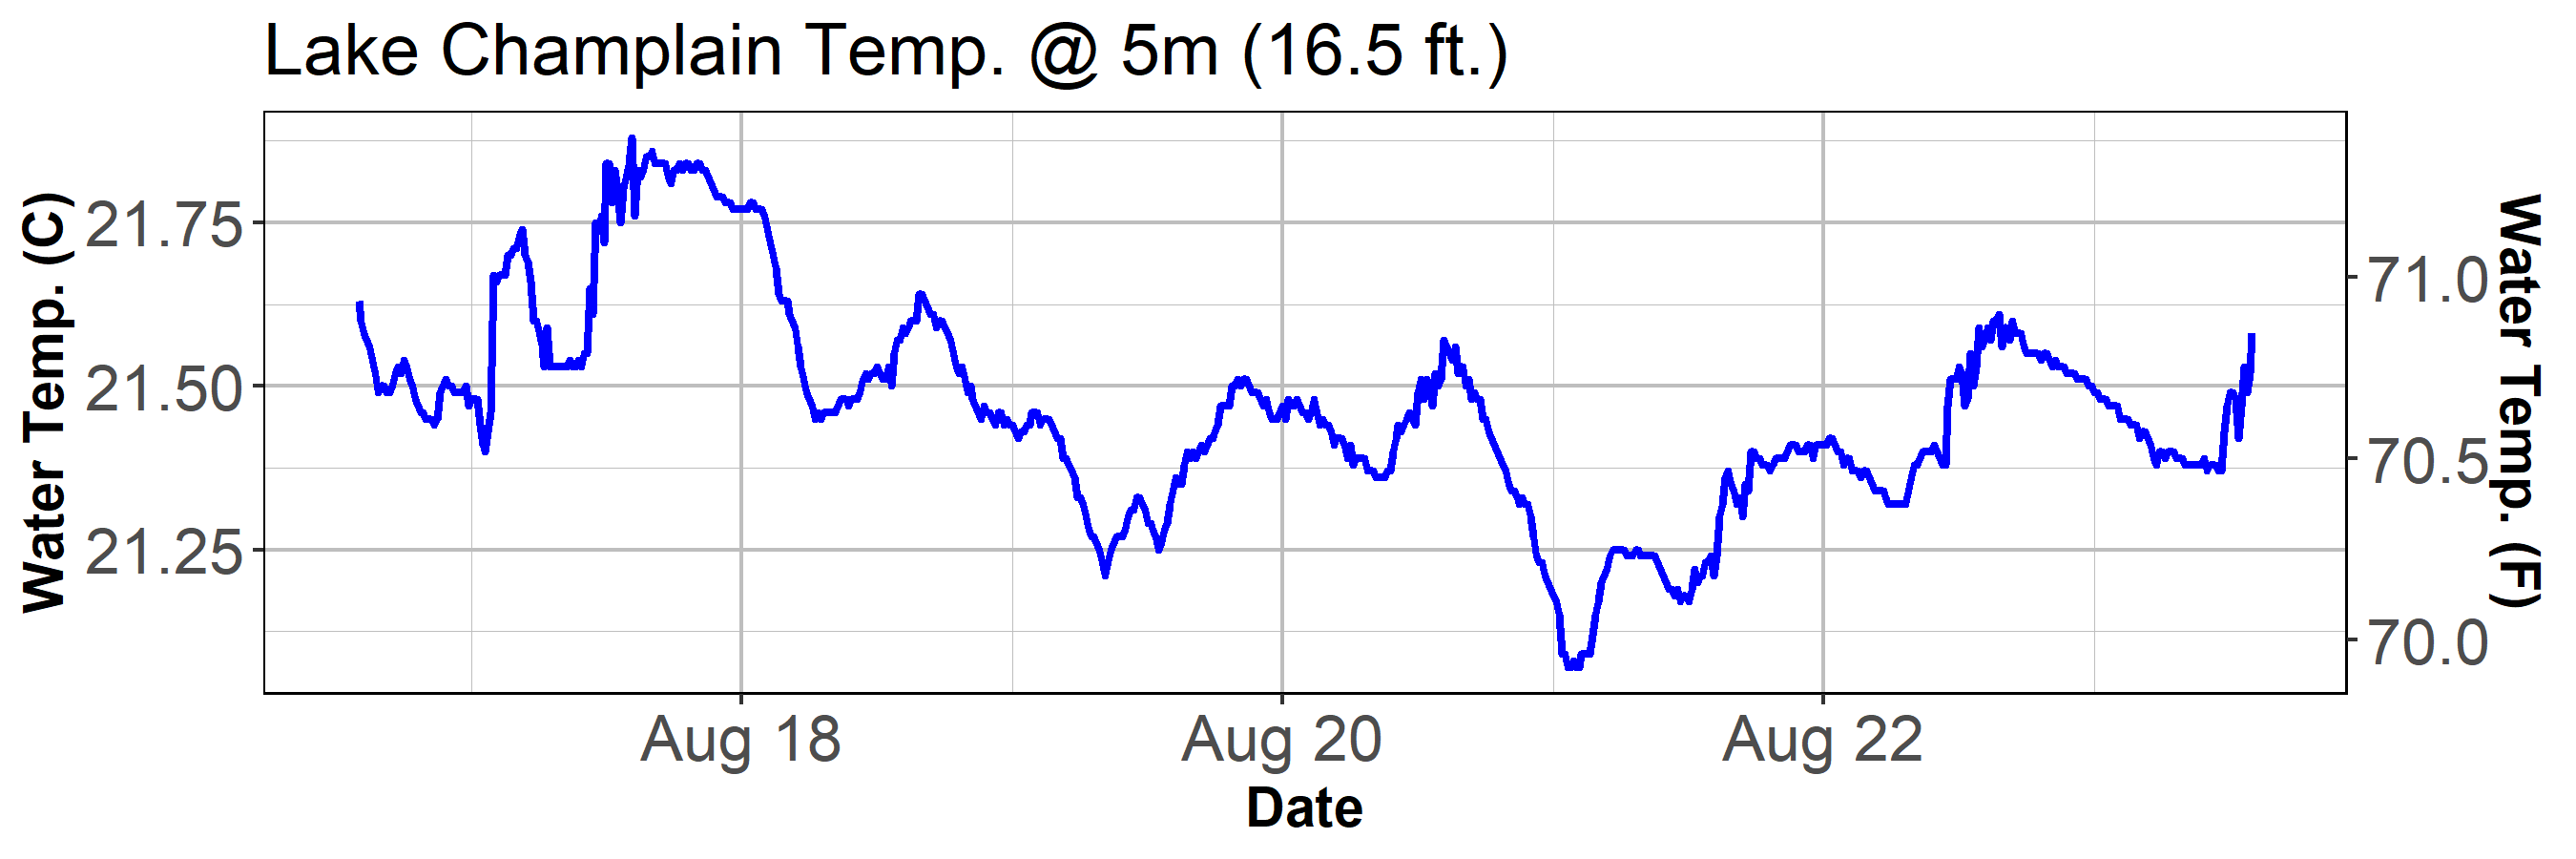 Lake Champlain Temp. @ 5m (16.5 ft.)
Water Temp. (C)
21.75
21.50
21.25
Water Temp. (F)
71.0
70.5
70.0
Aug 18
Aug 20
Aug 22
Date